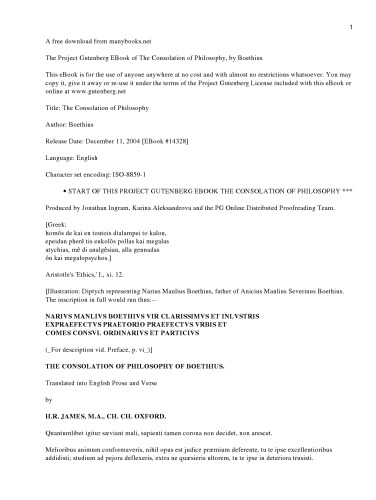 1
A free download from manybooks.net
The Project Gutenberg EBook of The Consolation of Philosophy, by Boethius
This eBook is for the use of anyone anywhere at no cost and with almost no restrictions whatsoever. You may
copy it, give it away or re-use it under the terms of the Project Gutenberg License included with this eBook or
online at www.gutenberg.net
Title: The Consolation of Philosophy
Author: Boethius
Release Date: December 11, 2004 [EBook #14328]
Language: English
Character set encoding: ISO-8859-1
• START OF THIS PROJECT GUTENBERG EBOOK THE CONSOLATION OF PHILOSOPHY ***
Produced by Jonathan Ingram, Karina Aleksandrova and the PG Online Distributed Proofreading Team.
[Greek:
homôs de kai en toutois dialampei to kalon,
epeidan pherê tis enkolôs pollas kai megalas
atychias, mê di analgêsian, alla gennadas
ôn kai megalopsychos.]
Aristotle's 'Ethics,' I., xi. 12.
[Illustration: Diptych representing Narius Manlius Boethius, father of Anicius Manlius Severinus Boethius.
The inscription in full would run thus:--
NARIVS MANLIVS BOETHIVS VIR CLARISSIMVS ET INLVSTRIS
EXPRAEFECTVS PRAETORIO PRAEFECTVS VRBIS ET
COMES CONSVL ORDINARIVS ET PARTICIVS
(_For description vid. Preface, p. vi_)]
THE CONSOLATION OF PHILOSOPHY OF BOETHIUS.
Translated into English Prose and Verse
by
H.R. JAMES, M.A., CH. CH. OXFORD.
Quantumlibet igitur sæviant mali, sapienti tamen corona non decidet, non arescet.
Melioribus animum conformaveris, nihil opus est judice præmium deferente, tu te ipse excellentioribus
addidisti; studium ad pejora deflexeris, extra ne quæsieris ultorem, tu te ipse in deteriora trusisti.